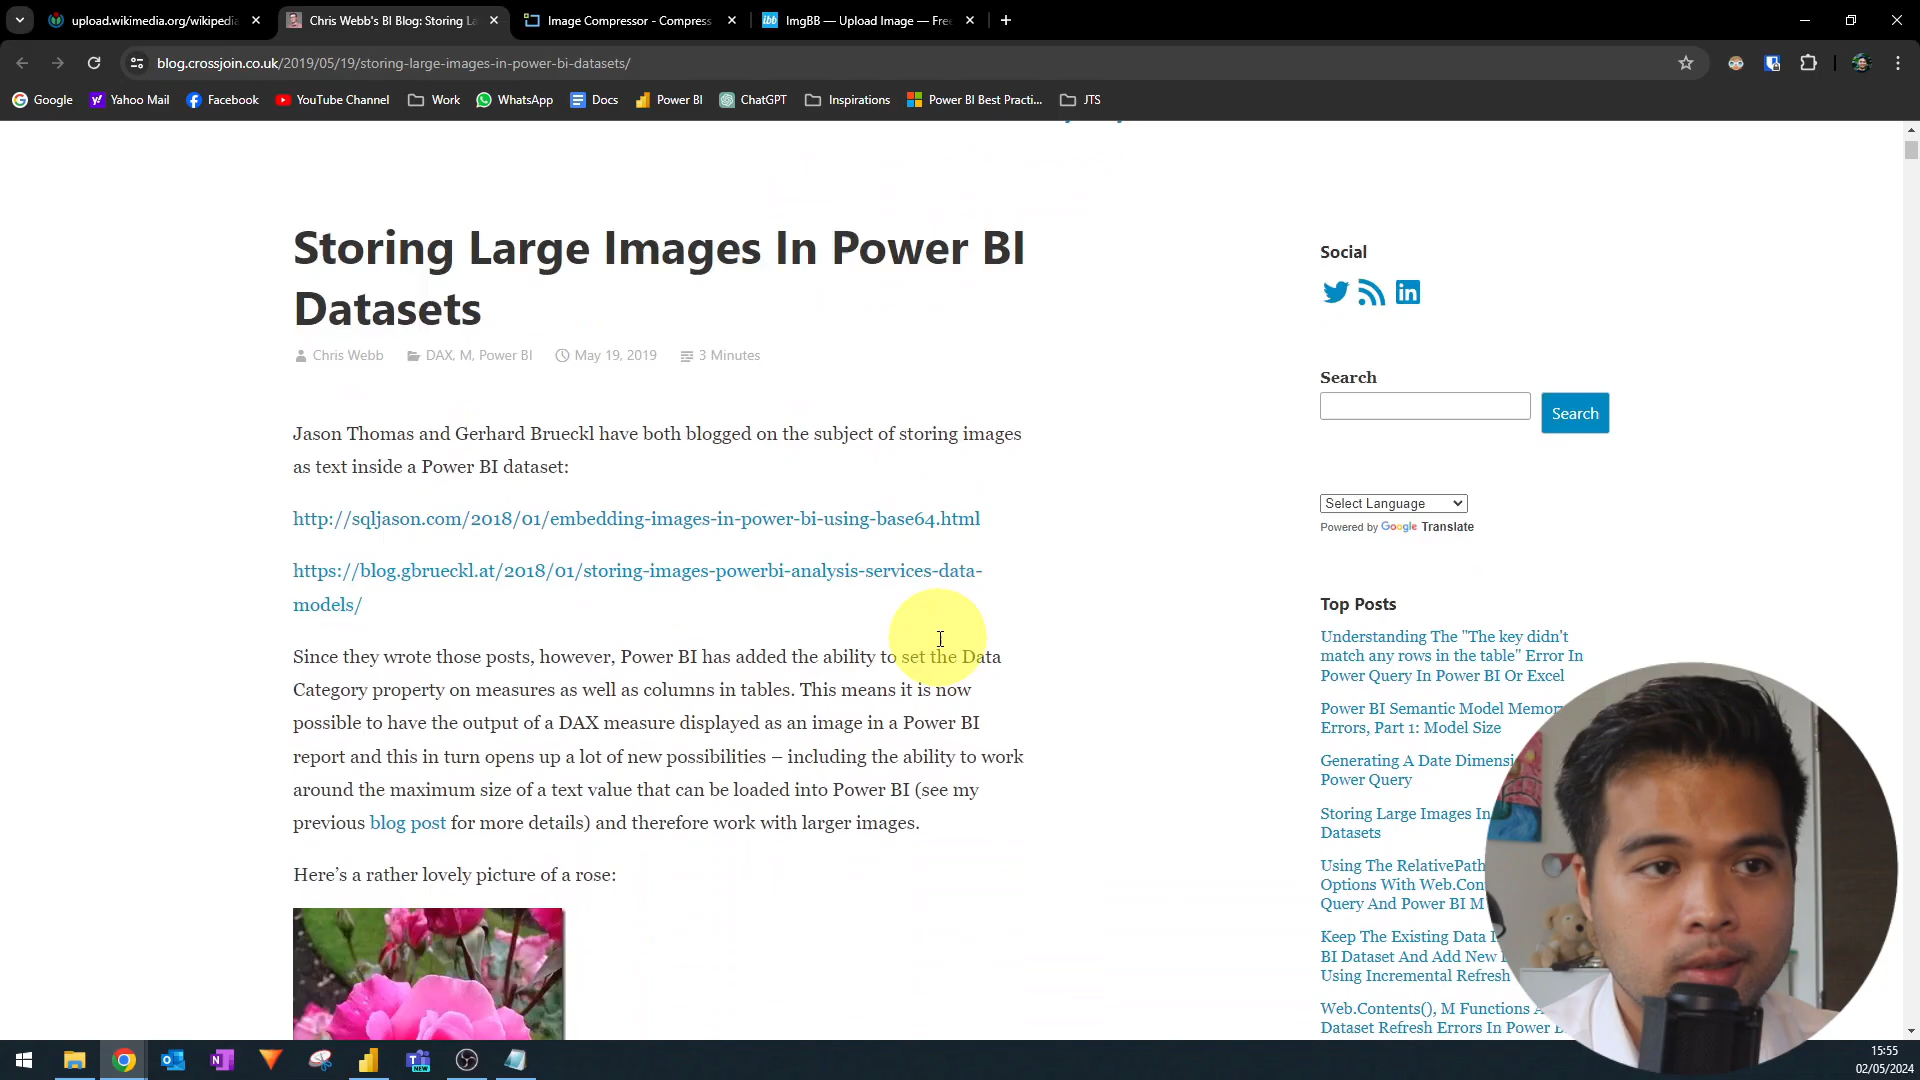 upload.wikimedia.org/wikipedia
Chris Webb's BI Blog: Storing La
Image Compressor - Compress
ibb
ImgBB — Upload Image — Free
blog.crossjoin.co.uk/2019/05/19/storing-large-images-in-power-bi-datasets/
Google
Yahoo Mail
Facebook
YouTube Channel
Work
WhatsApp
Docs
Power BI
ChatGPT
Inspirations
Power BI Best Practi...
JTS
Storing Large Images In Power BI
Datasets
Chris Webb
DAX, M, Power BI
May 19, 2019
3 Minutes
Jason Thomas and Gerhard Brueckl have both blogged on the subject of storing images
as text inside a Power BI dataset:
http://sqljason.com/2018/01/embedding-images-in-power-bi-using-base64.html
https://blog.gbrueckl.at/2018/01/storing-images-powerbi-analysis-services-data-
models/
Since they wrote those posts, however, Power BI has added the ability to set the Data
Category property on measures as well as columns in tables. This means it is now
possible to have the output of a DAX measure displayed as an image in a Power BI
report and this in turn opens up a lot of new possibilities – including the ability to work
around the maximum size of a text value that can be loaded into Power BI (see my
previous blog post for more details) and therefore work with larger images.
Here's a rather lovely picture of a rose:
Social
Search
Search
Select Language
Powered by Google Translate
Top Posts
Understanding The "The key didn't
match any rows in the table" Error In
Power Query In Power BI Or Excel
Power BI Semantic Model Memory
Errors, Part 1: Model Size
Generating A Date Dimensi
Power Query
Storing Large Images In
Datasets
Using The RelativePath
Options With Web.Con
Query And Power BI M
Keep The Existing Data I
BI Dataset And Add New
Using Incremental Refresh
Web.Contents(), M Functions A
Dataset Refresh Errors In Power B
NEW
15:55
02/05/2024